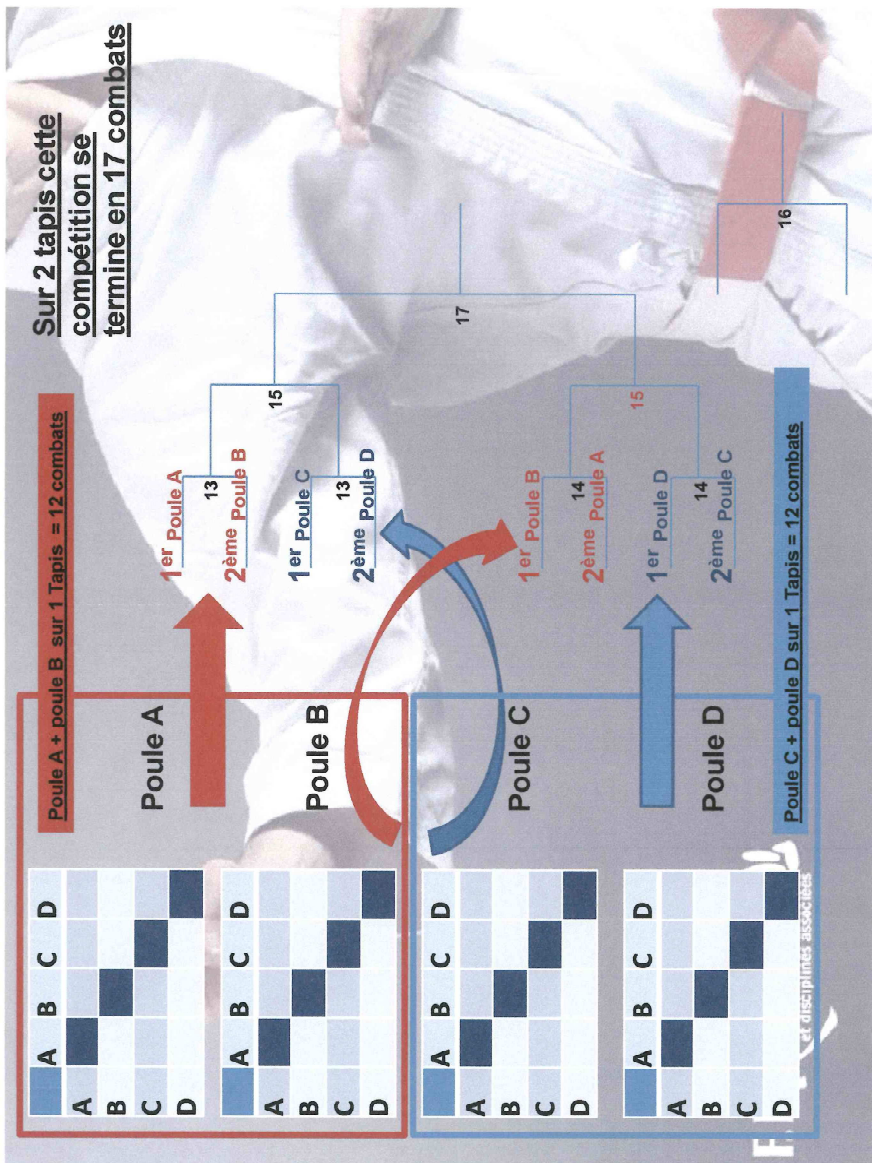 Sur 2 tapis cette
compétition se
termine en 17 combats
Poule A + poule B sur 1 Tapis = 12 combats
A B C D
A
B
C
D
Poule A
A B C D
A
B
C
D
Poule B
A B C D
A
B
C
D
Poule C
A B C D
A
B
C
D
Poule D
1er Poule A
13
2ème Poule B
15
1er Poule C
13
2ème Poule D
17
1er Poule B
14
2ème Poule A
15
1er Poule D
14
2ème Poule C
16
Poule C + poule D sur 1 Tapis = 12 combats
et disciplines associées